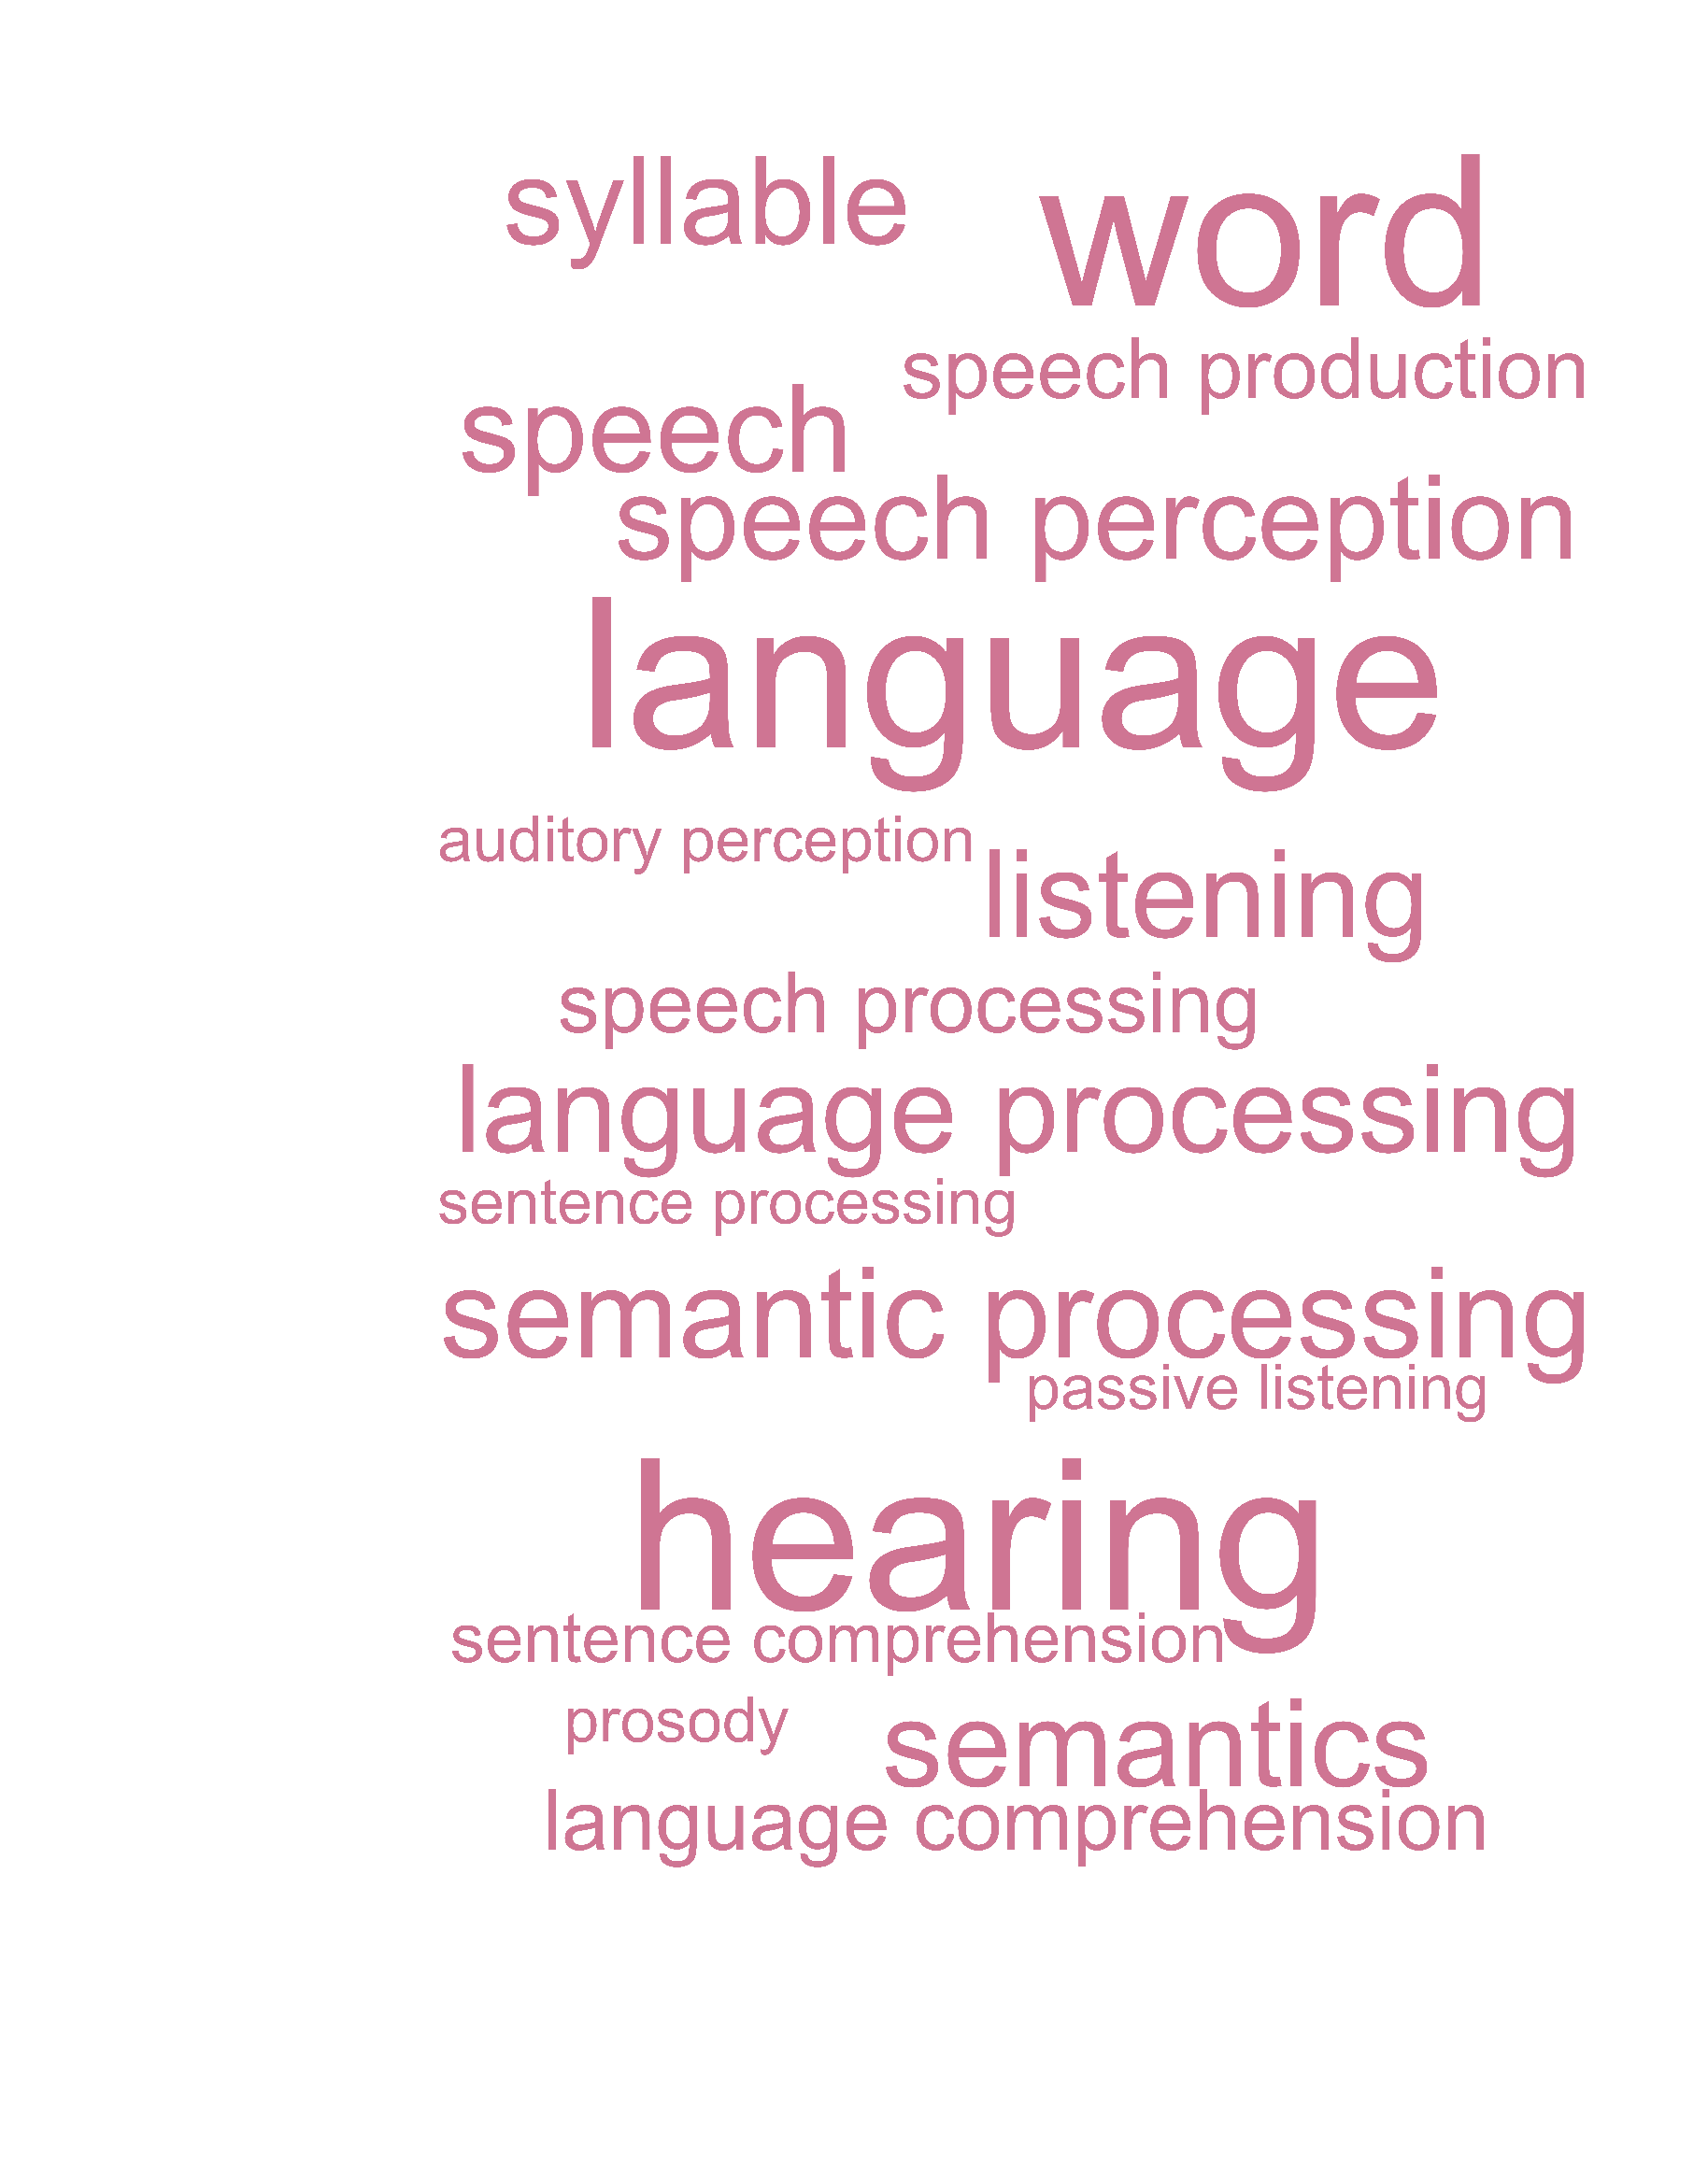 syllable
word
speech production
speech
speech perception
language
auditory perception
listening
speech processing
language processing
sentence processing
semantic processing
passive listening
hearing
sentence comprehension
prosody
semantics
language comprehension